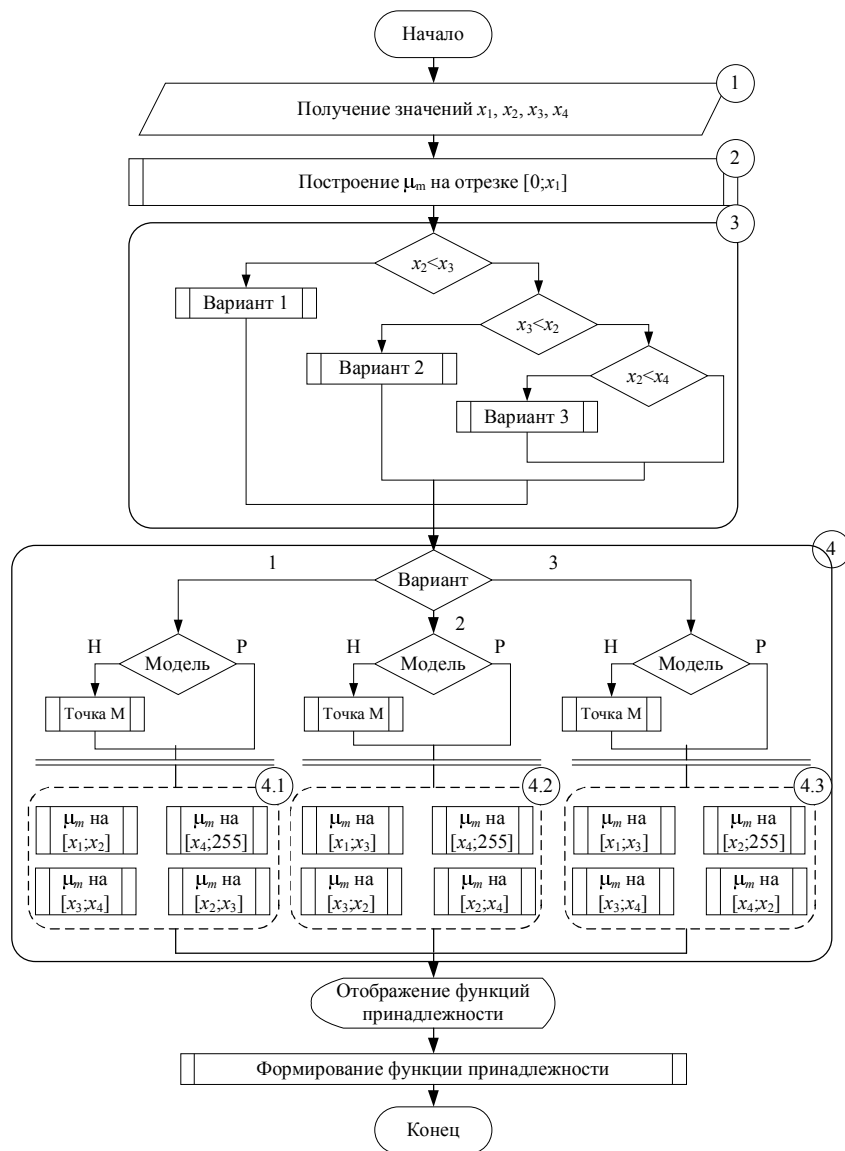 Начало
1
Получение значений x1, x2, x3, x4
2
Построение μm на отрезке [0;x1]
3
x2<x3
Вариант 1
x3<x2
Вариант 2
x2<x4
Вариант 3
4
1
Вариант
3
2
Н
Модель
Р
Н
Модель
Р
Н
Модель
Р
Точка М
Точка М
Точка М
4.1
4.2
4.3
μm на
[x1;x2]
μm на
[x4;255]
μm на
[x1;x3]
μm на
[x4;255]
μm на
[x1;x3]
μm на
[x2;255]
μm на
[x3;x4]
μm на
[x2;x3]
μm на
[x3;x2]
μm на
[x2;x4]
μm на
[x3;x4]
μm на
[x4;x2]
Отображение функций
принадлежности
Формирование функции принадлежности
Конец